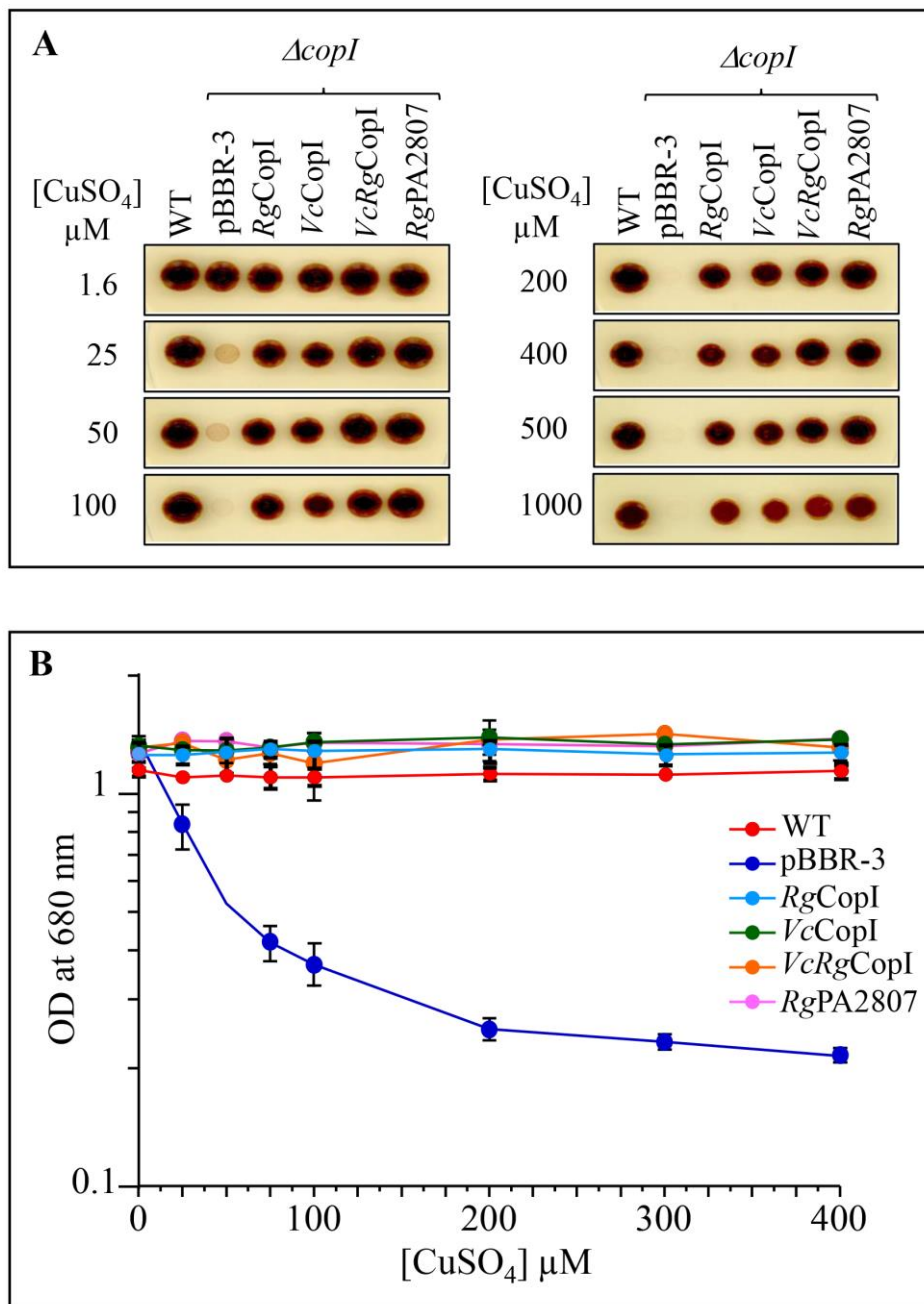 A
ΔcopI
ΔcopI
[CuSO₄]
µM
WT
pBBR-3
RgCopI
VcCopI
VcRgCopI
RgPA2807
[CuSO₄]
µM
WT
pBBR-3
RgCopI
VcCopI
VcRgCopI
RgPA2807
1.6
25
50
100
200
400
500
1000
B
OD at 680 nm
1
0.1
0
100
200
300
400
[CuSO₄] µM
WT
pBBR-3
RgCopI
VcCopI
VcRgCopI
RgPA2807